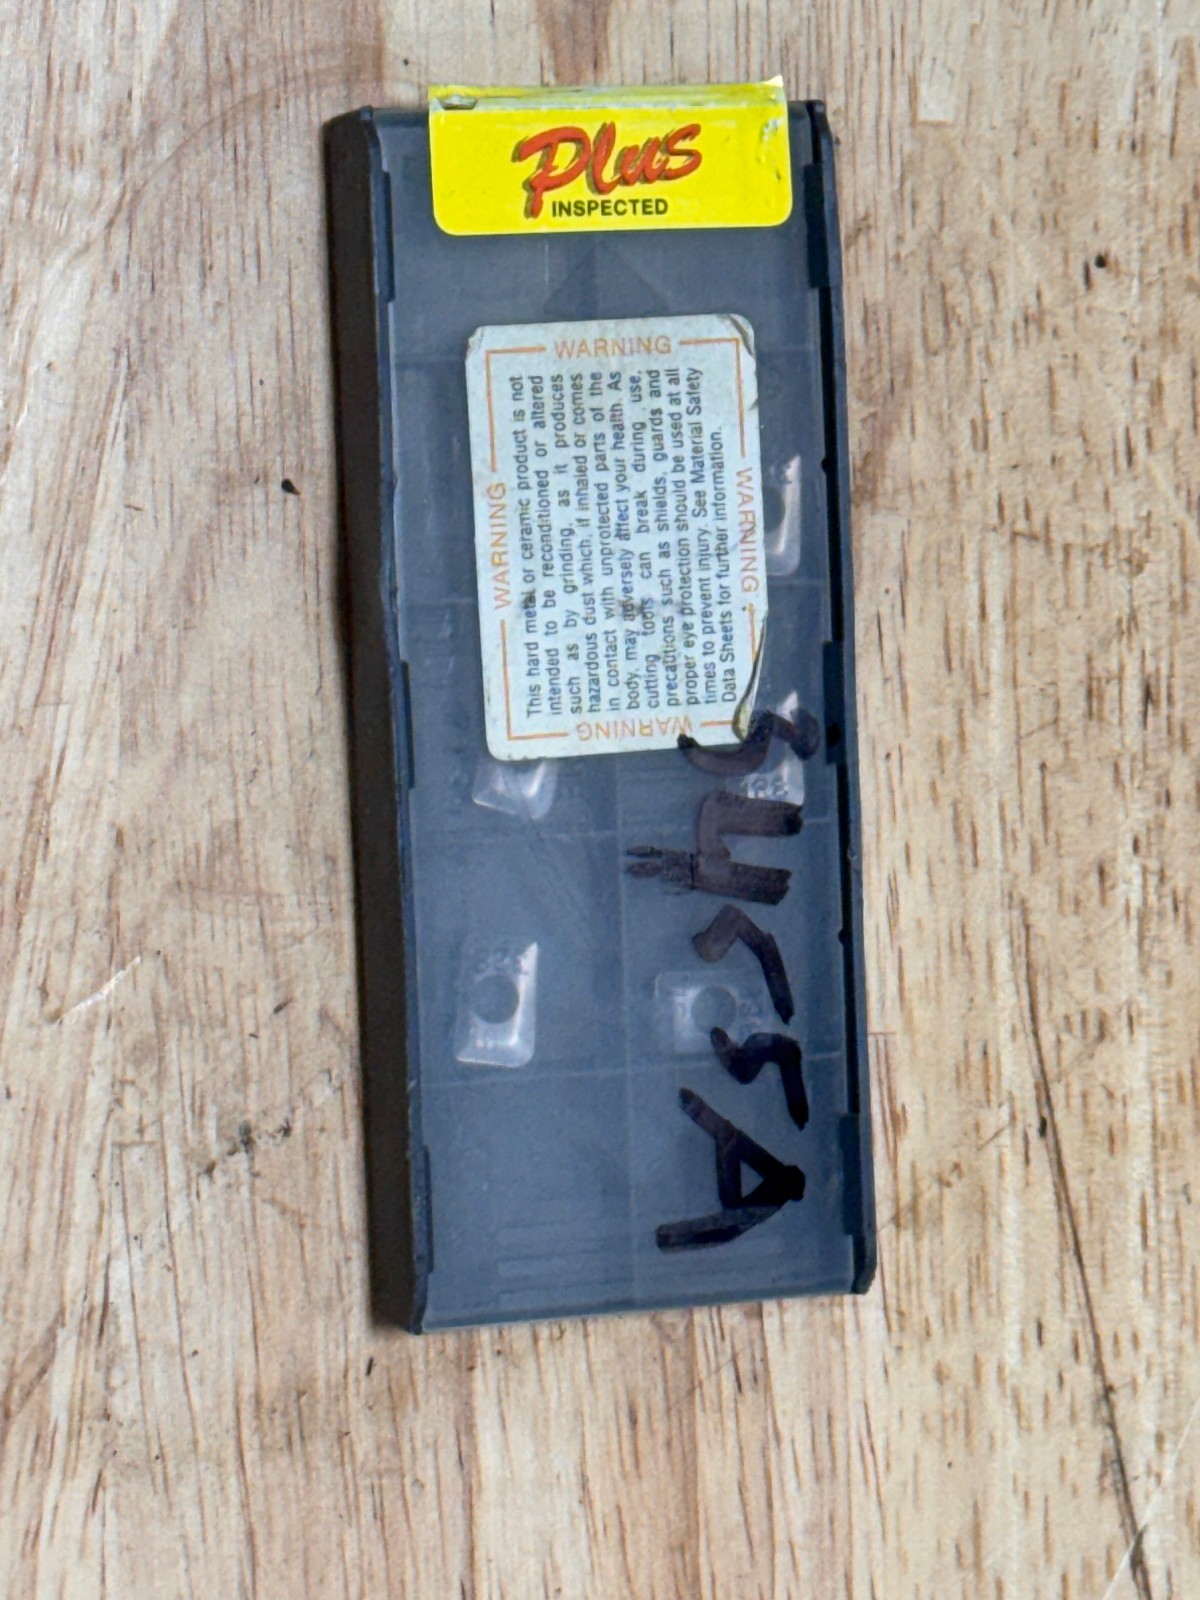 Plus
INSPECTED
WARNING
WARNING
WARNING
WARNING
This hard metal or ceramic product is not
intended to be reconditioned or altered
such as by grinding, as it produces
hazardous dust which, if inhaled or comes
in contact with unprotected parts of the
body, may adversely affect your health. As
cutting tools can break during use,
precautions such as shields, guards and
proper eye protection should be used at all
times to prevent injury. See Material Safety
Data Sheets for further information.